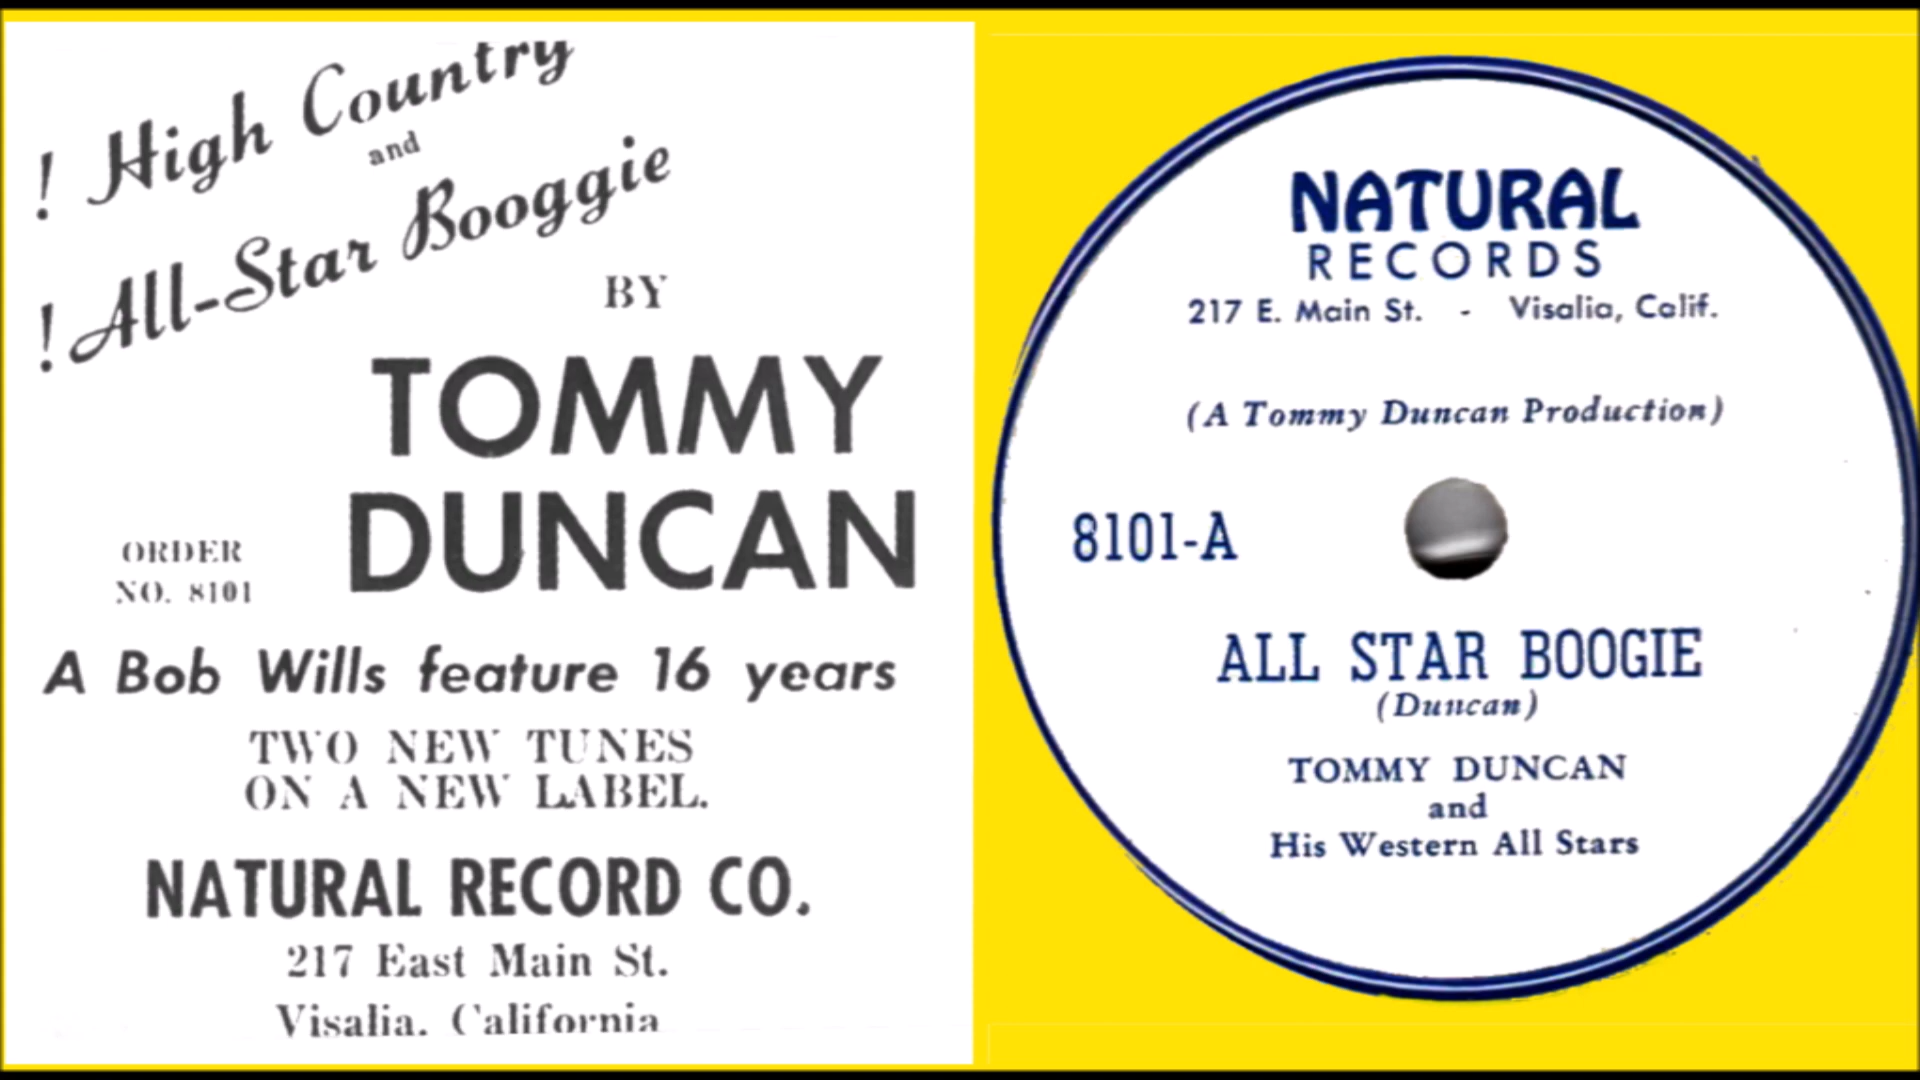 ! High Country
and
! All-Star Booggie
BY
TOMMY
DUNCAN
ORDER
NO. 8101
A Bob Wills feature 16 years
TWO NEW TUNES
ON A NEW LABEL.
NATURAL RECORD CO.
217 East Main St.
Visalia. California
NATURAL
RECORDS
217 E. Main St. - Visalia, Calif.
(A Tommy Duncan Production)
8101-A
ALL STAR BOOGIE
(Duncan)
TOMMY DUNCAN
and
His Western All Stars